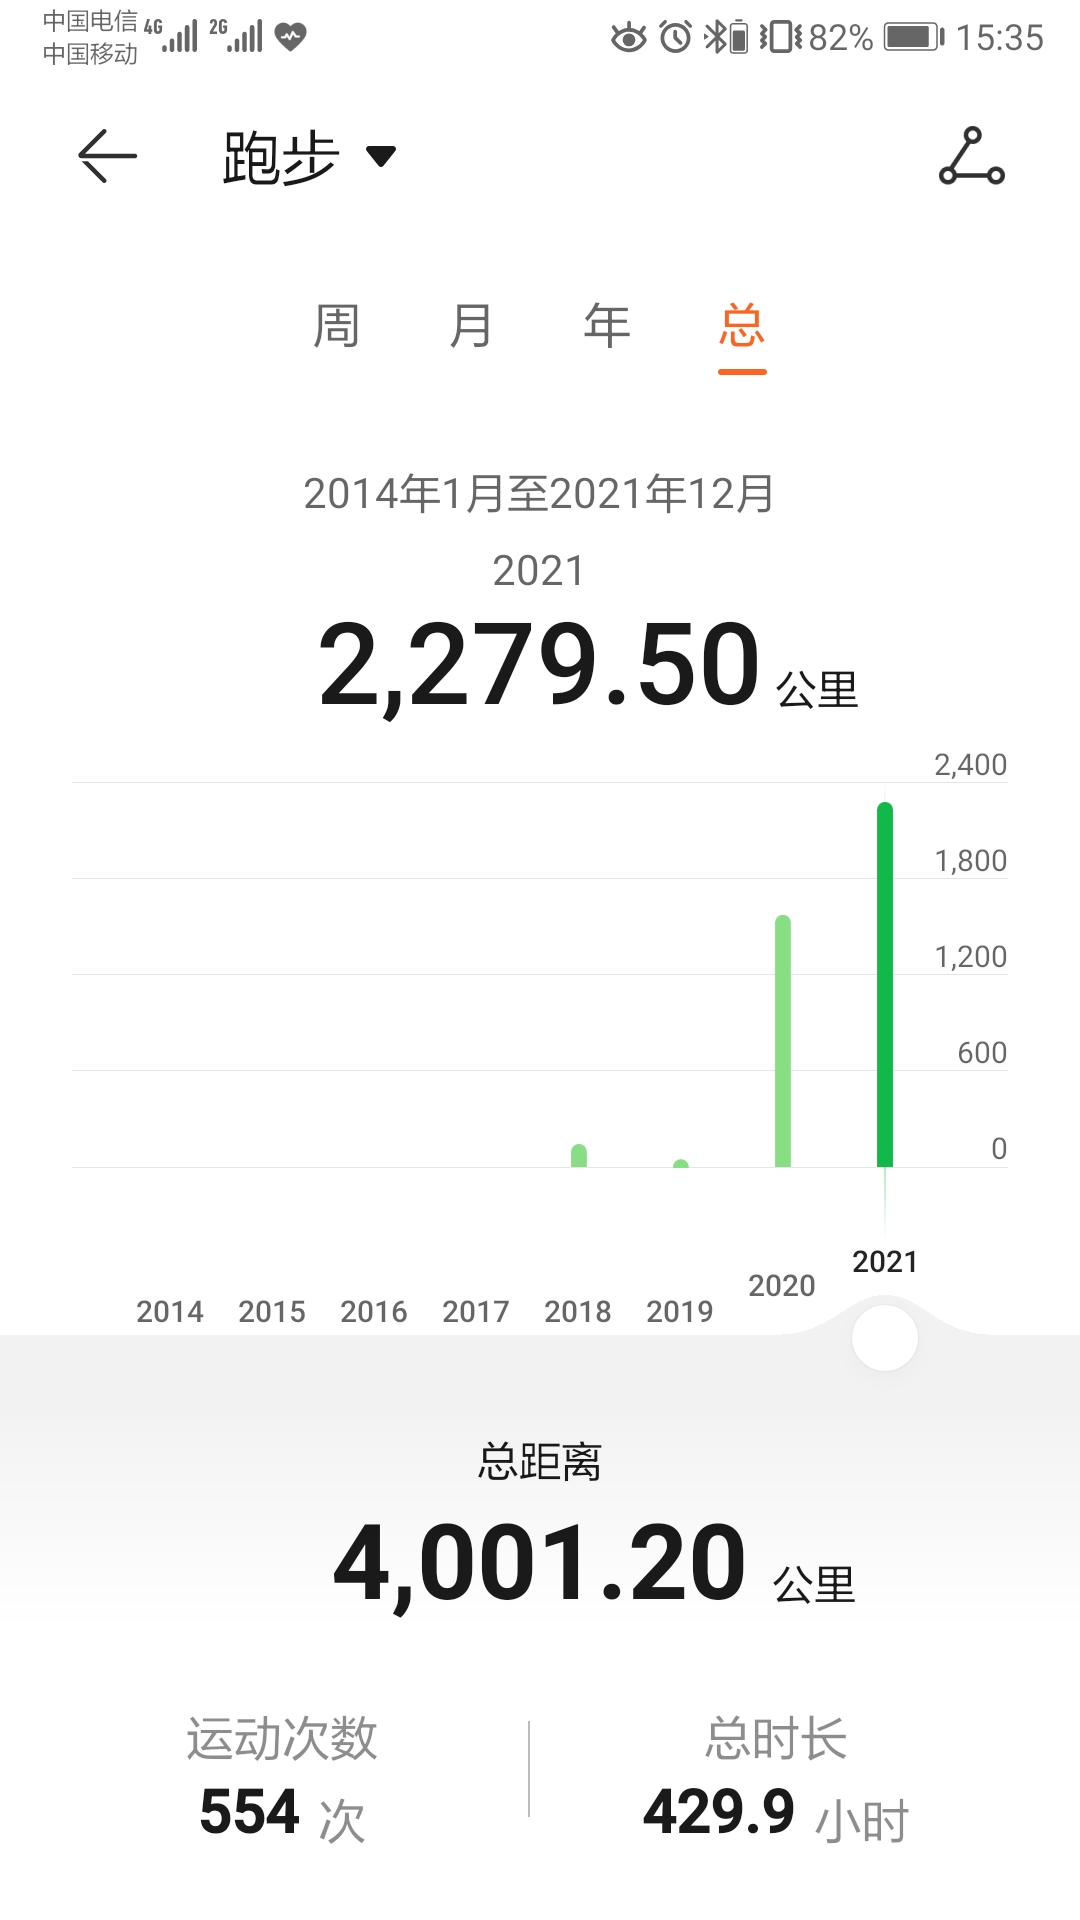 中国电信 4G 2G 82% 15:35
中国移动
跑步
周 月 年 总
2014年1月至2021年12月
2021
2,279.50 公里
2,400
1,800
1,200
600
0
2014 2015 2016 2017 2018 2019 2020 2021
总距离
4,001.20 公里
运动次数 总时长
554 次 429.9 小时